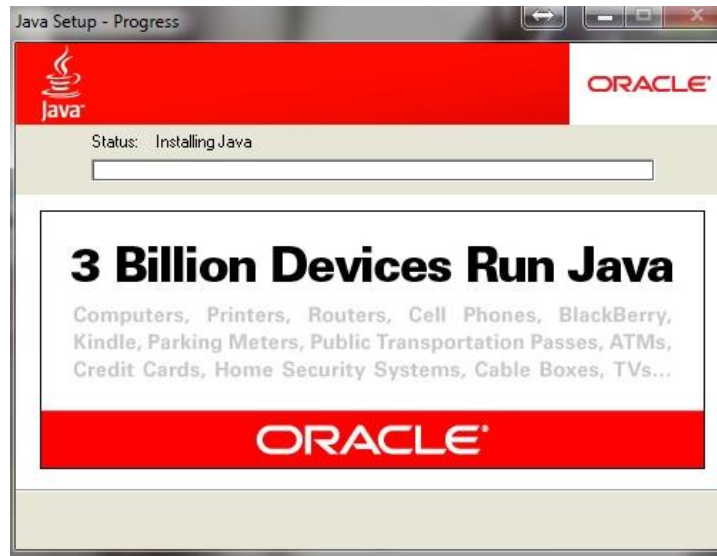 Java Setup - Progress
Java
ORACLE
Status: Installing Java
3 Billion Devices Run Java
Computers, Printers, Routers, Cell Phones, BlackBerry,
Kindle, Parking Meters, Public Transportation Passes, ATMs,
Credit Cards, Home Security Systems, Cable Boxes, TVs...
ORACLE